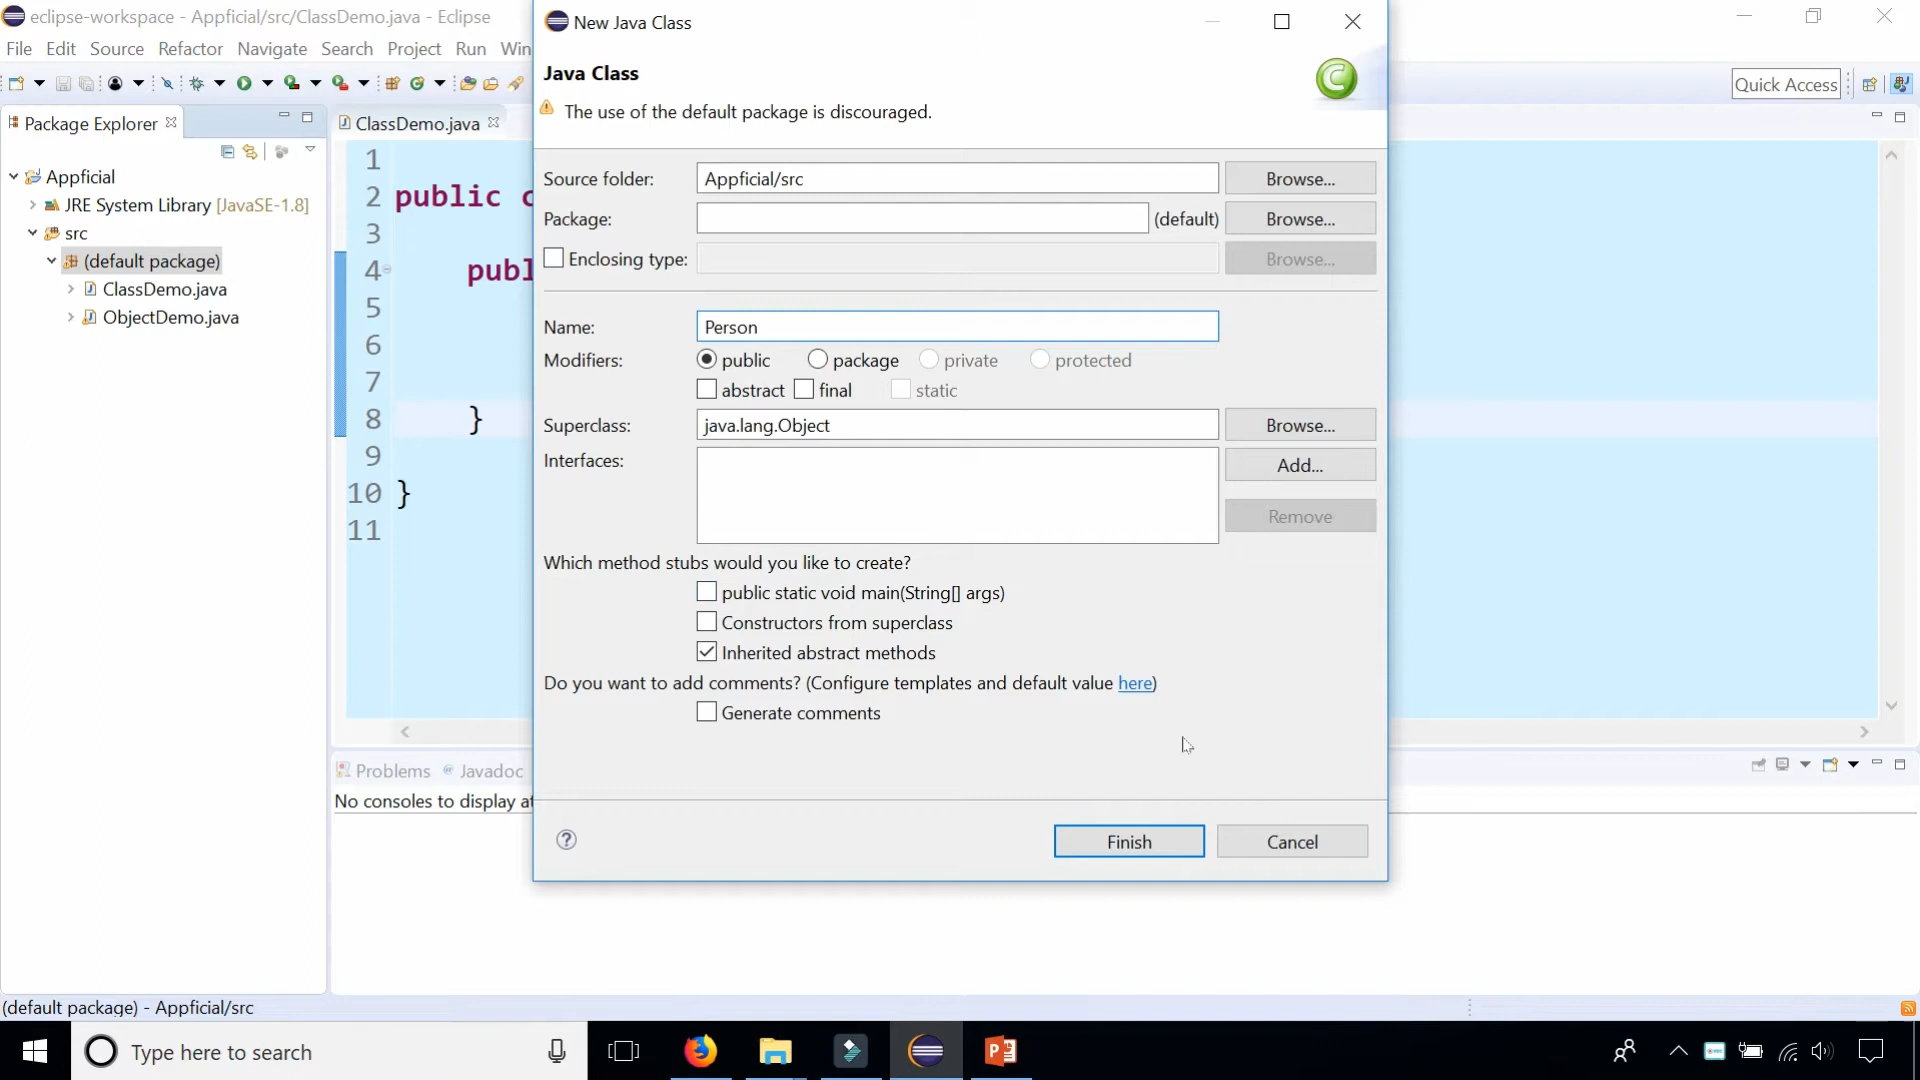 eclipse-workspace - Appficial/src/ClassDemo.java - Eclipse
File Edit Source Refactor Navigate Search Project Run Win
Quick Access
Package Explorer
Appficial
JRE System Library [JavaSE-1.8]
src
(default package)
ClassDemo.java
ObjectDemo.java
ClassDemo.java
1
2 public c
3
4 publ
5
6
7
8 }
9
10 }
11
Problems Javadoc
No consoles to display at
New Java Class
Java Class
The use of the default package is discouraged.
Source folder: Appficial/src Browse...
Package: (default) Browse...
Enclosing type: Browse...
Name: Person
Modifiers: public package private protected
abstract final static
Superclass: java.lang.Object Browse...
Interfaces: Add...
Remove
Which method stubs would you like to create?
public static void main(String[] args)
Constructors from superclass
Inherited abstract methods
Do you want to add comments? (Configure templates and default value here)
Generate comments
Finish Cancel
(default package) - Appficial/src
Type here to search